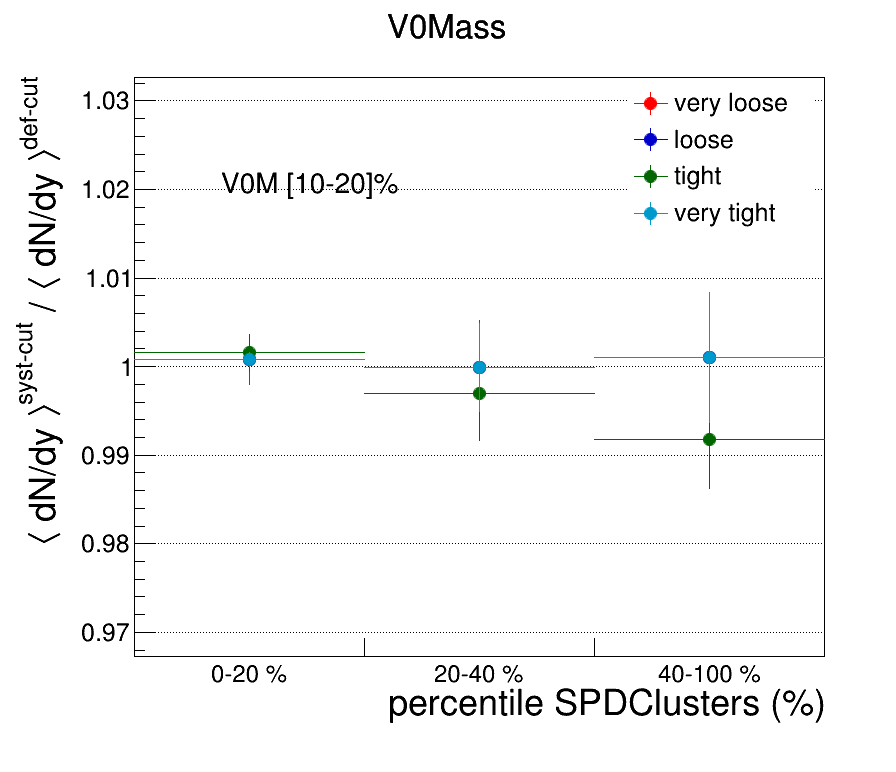 V0Mass
⟨ dN/dy ⟩^syst-cut / ⟨ dN/dy ⟩^def-cut
1.03
1.02
1.01
1
0.99
0.98
0.97
V0M [10-20]%
very loose
loose
tight
very tight
0-20 %
20-40 %
40-100 %
percentile SPDClusters (%)